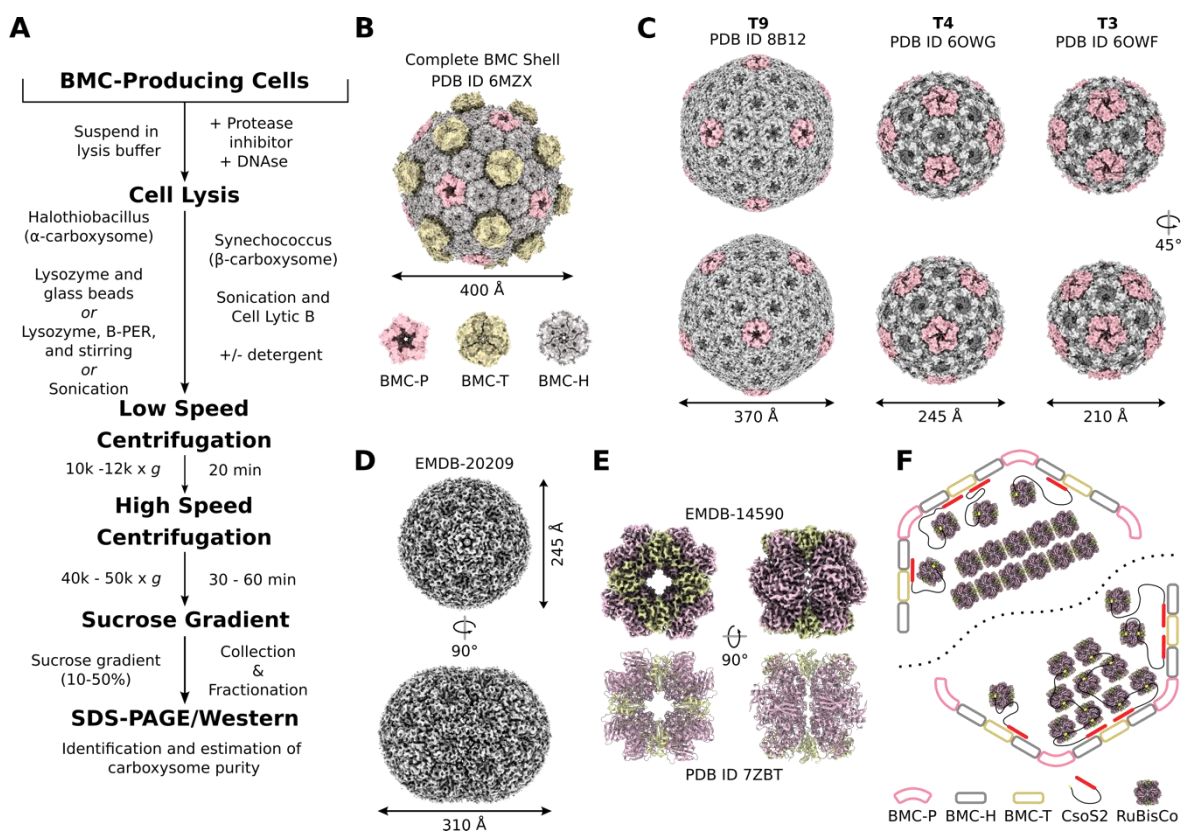 A
BMC-Producing Cells
Suspend in
lysis buffer
+ Protease
inhibitor
+ DNAse
Cell Lysis
Halothiobacillus
(α-carboxysome)
Lysozyme and
glass beads
or
Lysozyme, B-PER,
and stirring
or
Sonication
Synechococcus
(β-carboxysome)
Sonication and
Cell Lytic B
+/- detergent
Low Speed
Centrifugation
10k -12k x g
20 min
High Speed
Centrifugation
40k - 50k x g
30 - 60 min
Sucrose Gradient
Sucrose gradient
(10-50%)
Collection
&
Fractionation
SDS-PAGE/Western
Identification and estimation of
carboxysome purity
B
Complete BMC Shell
PDB ID 6MZX
400 Å
BMC-P
BMC-T
BMC-H
C
T9
PDB ID 8B12
T4
PDB ID 6OWG
T3
PDB ID 6OWF
45°
370 Å
245 Å
210 Å
D
EMDB-20209
245 Å
90°
310 Å
E
EMDB-14590
90°
PDB ID 7ZBT
F
BMC-P
BMC-H
BMC-T
CsoS2
RuBisCo